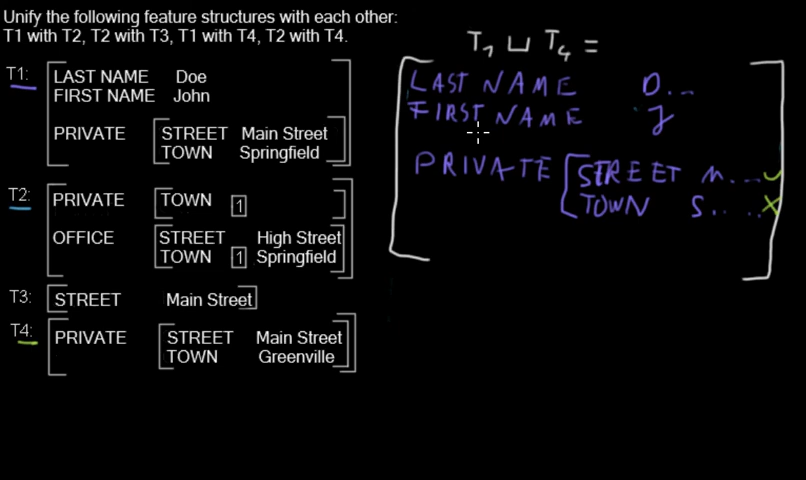 Unify the following feature structures with each other:
T1 with T2, T2 with T3, T1 with T4, T2 with T4.
T1:
LAST NAME Doe
FIRST NAME John
PRIVATE STREET Main Street
TOWN Springfield
T2:
PRIVATE TOWN 1
OFFICE STREET High Street
TOWN 1 Springfield
T3:
STREET Main Street
T4:
PRIVATE STREET Main Street
TOWN Greenville
T1 ⊔ T4 =
LAST NAME D...
FIRST NAME J
PRIVATE STREET M....
TOWN S.....